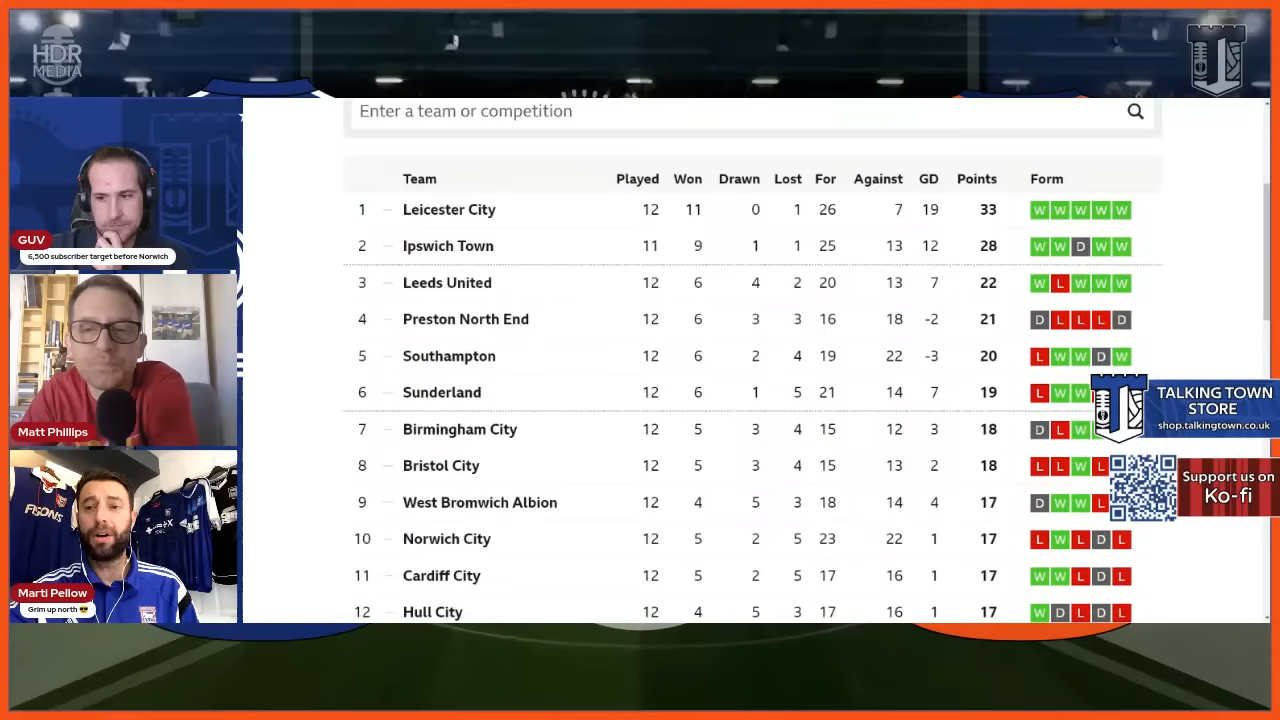 HDR
MEDIA
GUV
6,500 subscriber target before Norwich
Matt Phillips
FISONS
Marti Pellow
Grim up north 😎
Enter a team or competition
Team Played Won Drawn Lost For Against GD Points Form
1 Leicester City 12 11 0 1 26 7 19 33 W W W W W
2 Ipswich Town 11 9 1 1 25 13 12 28 W W D W W
3 Leeds United 12 6 4 2 20 13 7 22 W L W W W
4 Preston North End 12 6 3 3 16 18 -2 21 D L L L D
5 Southampton 12 6 2 4 19 22 -3 20 L W W D W
6 Sunderland 12 6 1 5 21 14 7 19 L W W
7 Birmingham City 12 5 3 4 15 12 3 18 D L W
8 Bristol City 12 5 3 4 15 13 2 18 L L W L
9 West Bromwich Albion 12 4 5 3 18 14 4 17 D W W L
10 Norwich City 12 5 2 5 23 22 1 17 L W L D L
11 Cardiff City 12 5 2 5 17 16 1 17 W W L D L
12 Hull City 12 4 5 3 17 16 1 17 W D L D L
TALKING TOWN
STORE
shop.talkingtown.co.uk
Support us on
Ko-fi